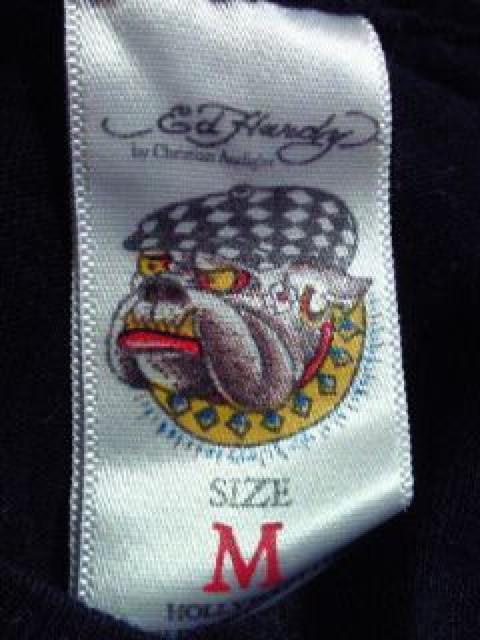 Ed Hardy
by Christian Audigier
SIZE
M